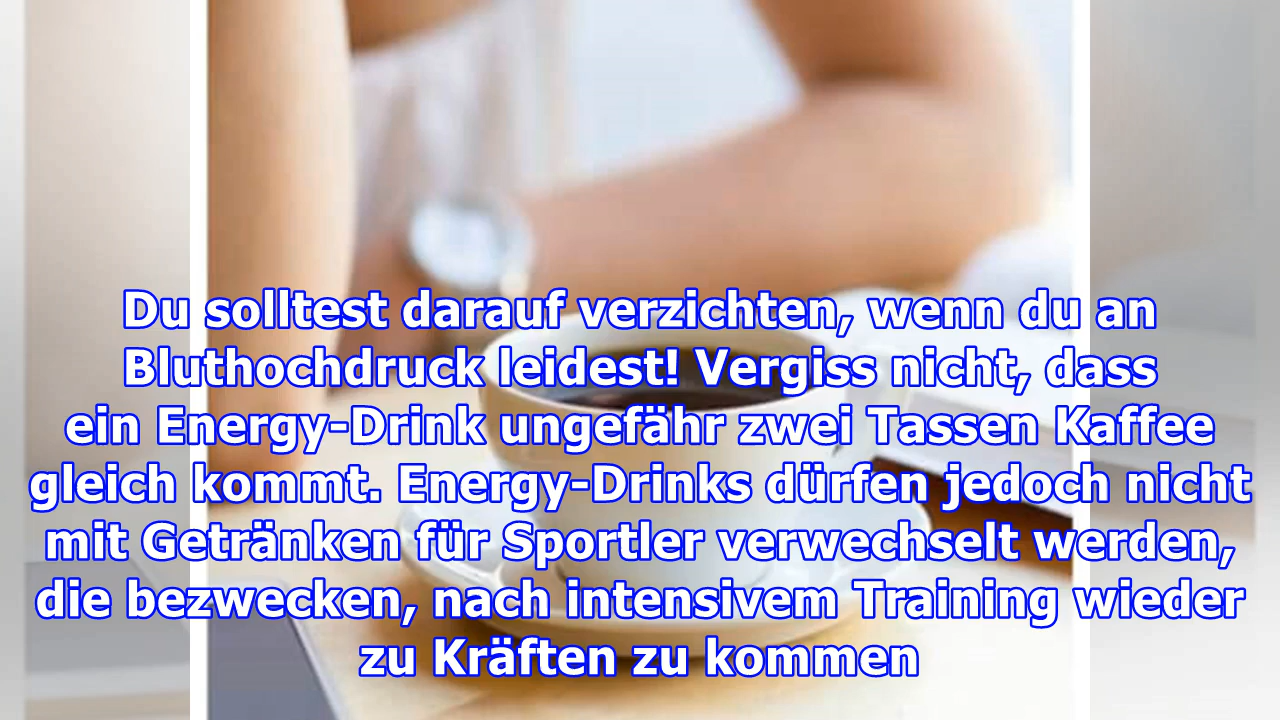 Du solltest darauf verzichten, wenn du an
Bluthochdruck leidest! Vergiss nicht, dass
ein Energy-Drink ungefähr zwei Tassen Kaffee
gleich kommt. Energy-Drinks dürfen jedoch nicht
mit Getränken für Sportler verwechselt werden,
die bezwecken, nach intensivem Training wieder
zu Kräften zu kommen